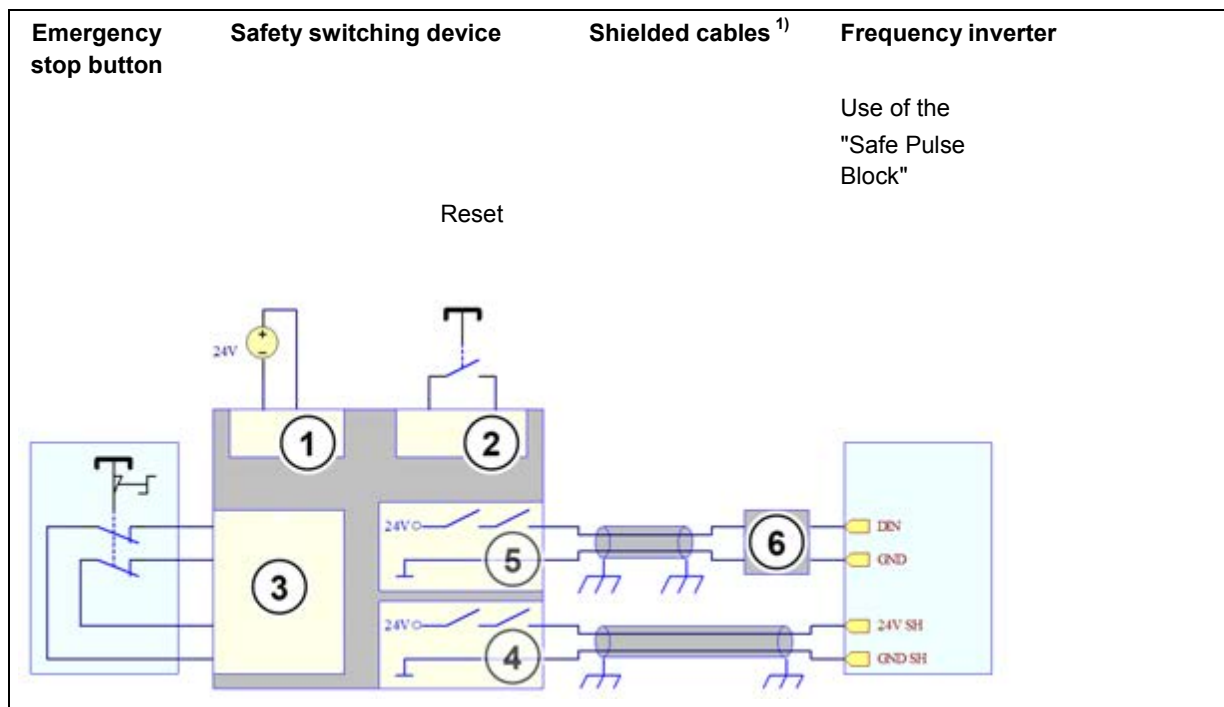 Emergency
stop button
Safety switching device
Shielded cables 1)
Frequency inverter
Use of the
"Safe Pulse
Block"
Reset
24V
+
−
1
2
3
24V
5
6
DIN
GND
24V
4
24V SH
GND SH